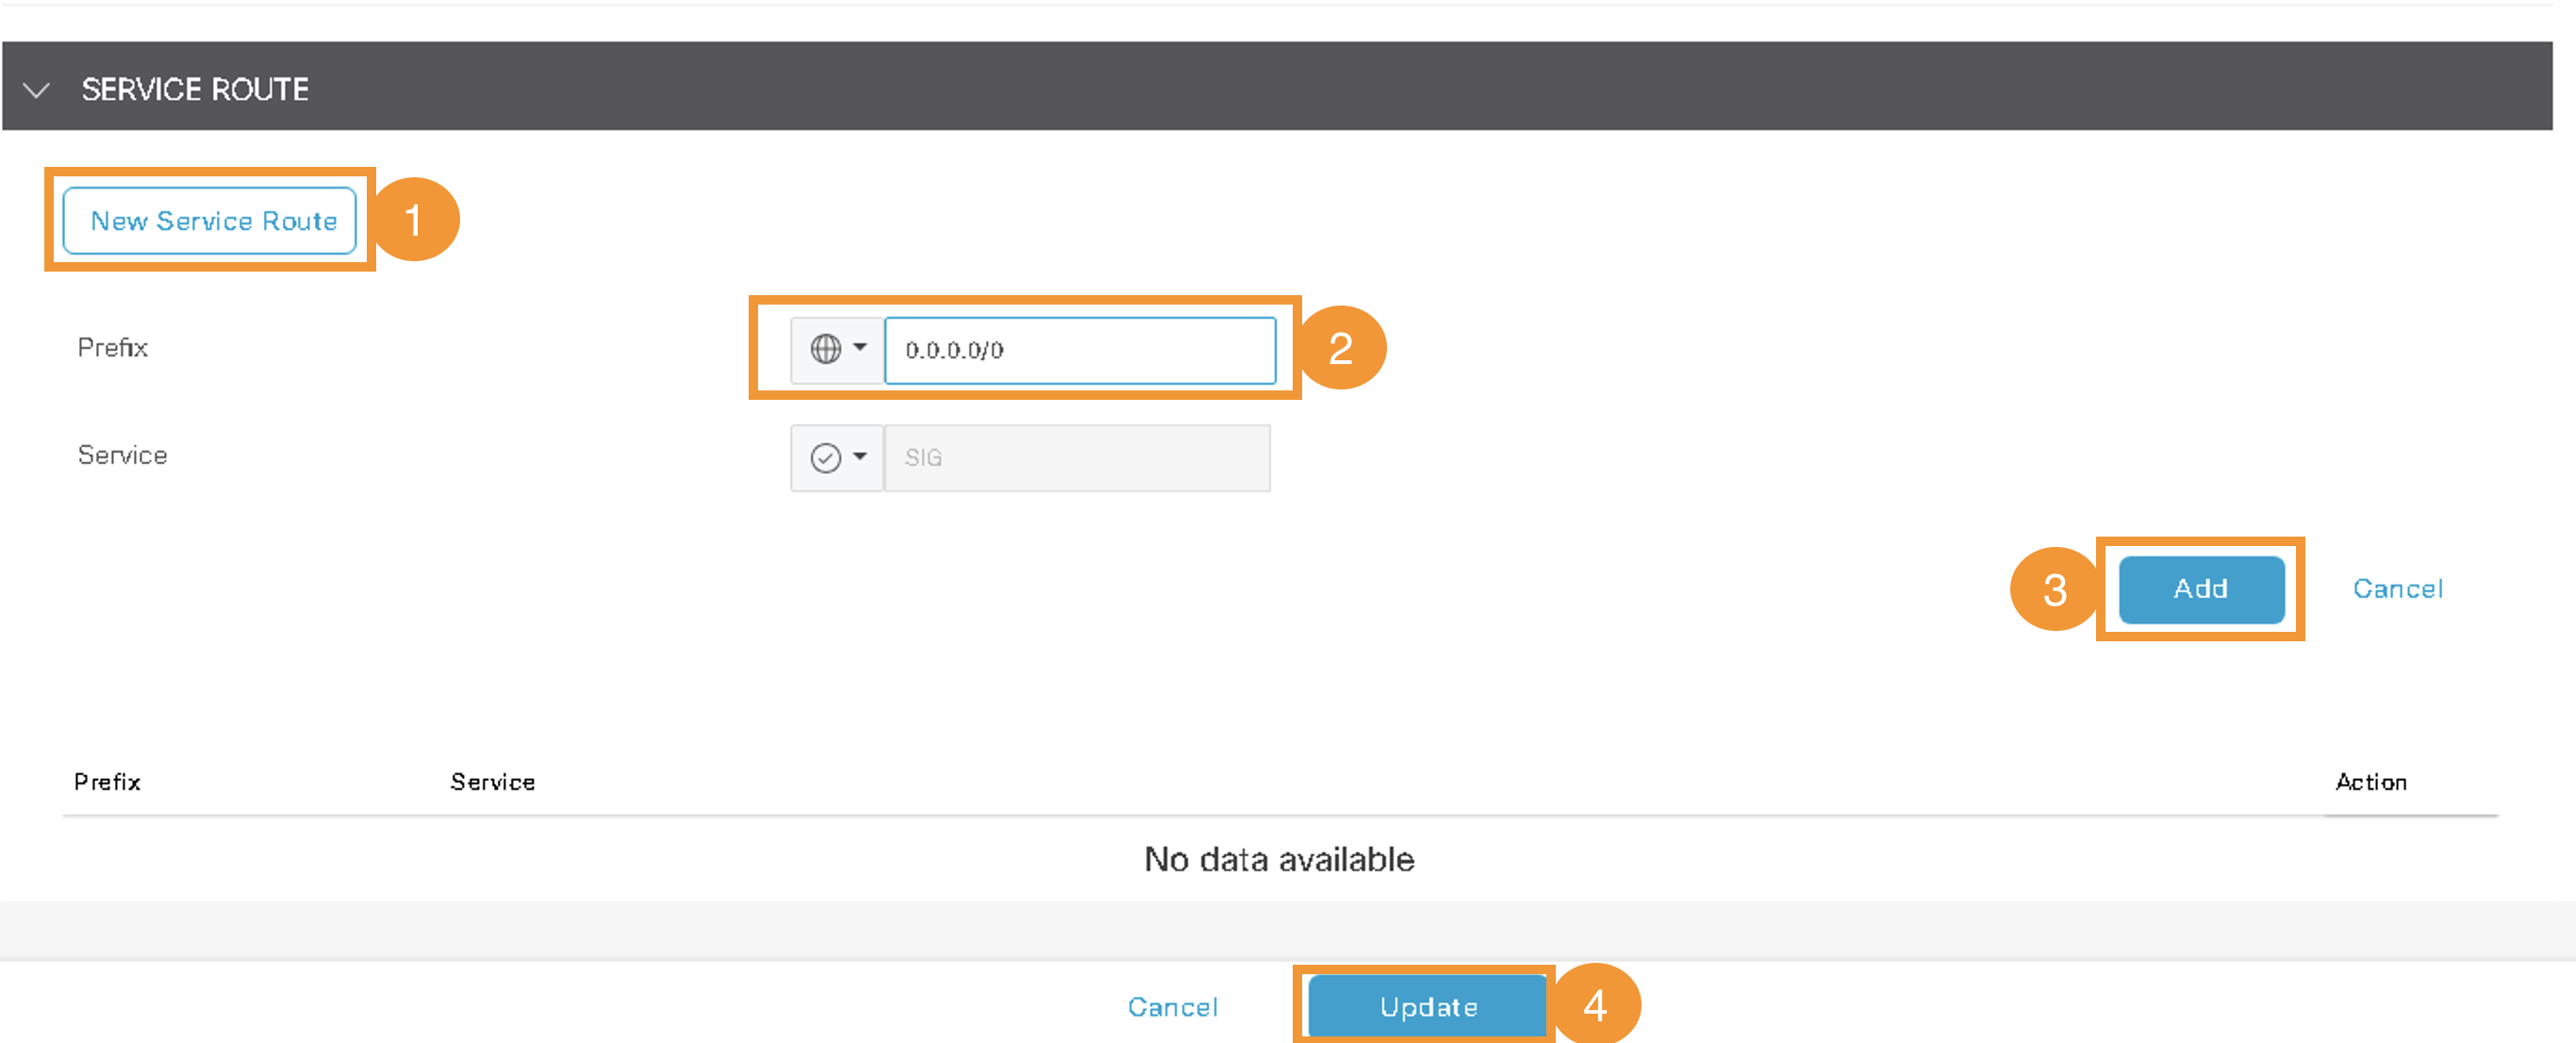 SERVICE ROUTE
New Service Route 1
Prefix 0.0.0.0/0 2
Service SIG
3 Add Cancel
Prefix Service Action
No data available
Cancel Update 4